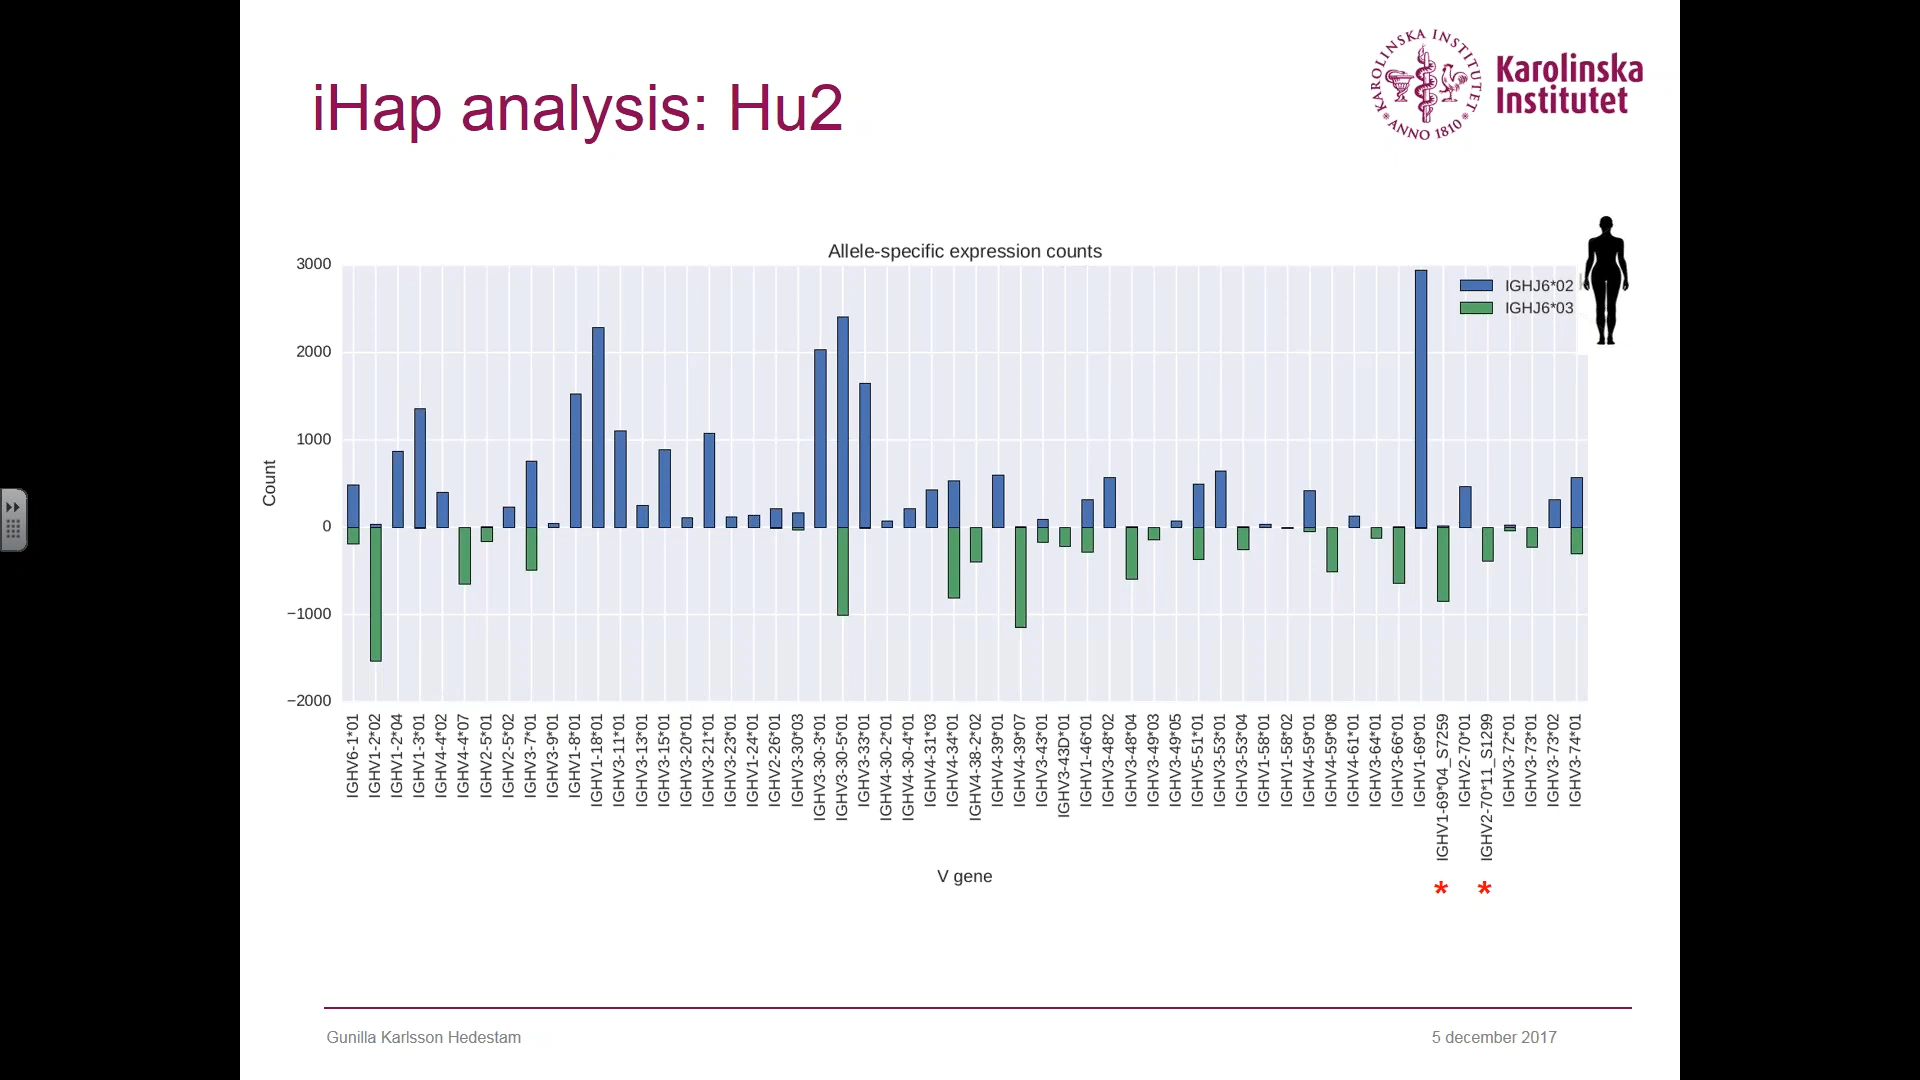 iHap analysis: Hu2
KAROLINSKA INSTITUTET
ANNO 1810
Karolinska
Institutet
Allele-specific expression counts
IGHJ6*02
IGHJ6*03
3000
2000
1000
0
−1000
−2000
Count
IGHV6-1*01
IGHV1-2*02
IGHV1-2*04
IGHV1-3*01
IGHV4-4*02
IGHV4-4*07
IGHV2-5*01
IGHV2-5*02
IGHV3-7*01
IGHV3-9*01
IGHV1-8*01
IGHV1-18*01
IGHV3-11*01
IGHV3-13*01
IGHV3-15*01
IGHV3-20*01
IGHV3-21*01
IGHV3-23*01
IGHV1-24*01
IGHV2-26*01
IGHV3-30*03
IGHV3-30-3*01
IGHV3-30-5*01
IGHV3-33*01
IGHV4-30-2*01
IGHV4-30-4*01
IGHV4-31*03
IGHV4-34*01
IGHV4-38-2*02
IGHV4-39*01
IGHV4-39*07
IGHV3-43*01
IGHV3-43D*01
IGHV1-46*01
IGHV3-48*02
IGHV3-48*04
IGHV3-49*03
IGHV3-49*05
IGHV5-51*01
IGHV3-53*01
IGHV3-53*04
IGHV1-58*01
IGHV1-58*02
IGHV4-59*01
IGHV4-59*08
IGHV4-61*01
IGHV3-64*01
IGHV3-66*01
IGHV1-69*01
IGHV1-69*04_S7259
IGHV2-70*01
IGHV2-70*11_S1299
IGHV3-72*01
IGHV3-73*01
IGHV3-73*02
IGHV3-74*01
V gene
* *
Gunilla Karlsson Hedestam
5 december 2017